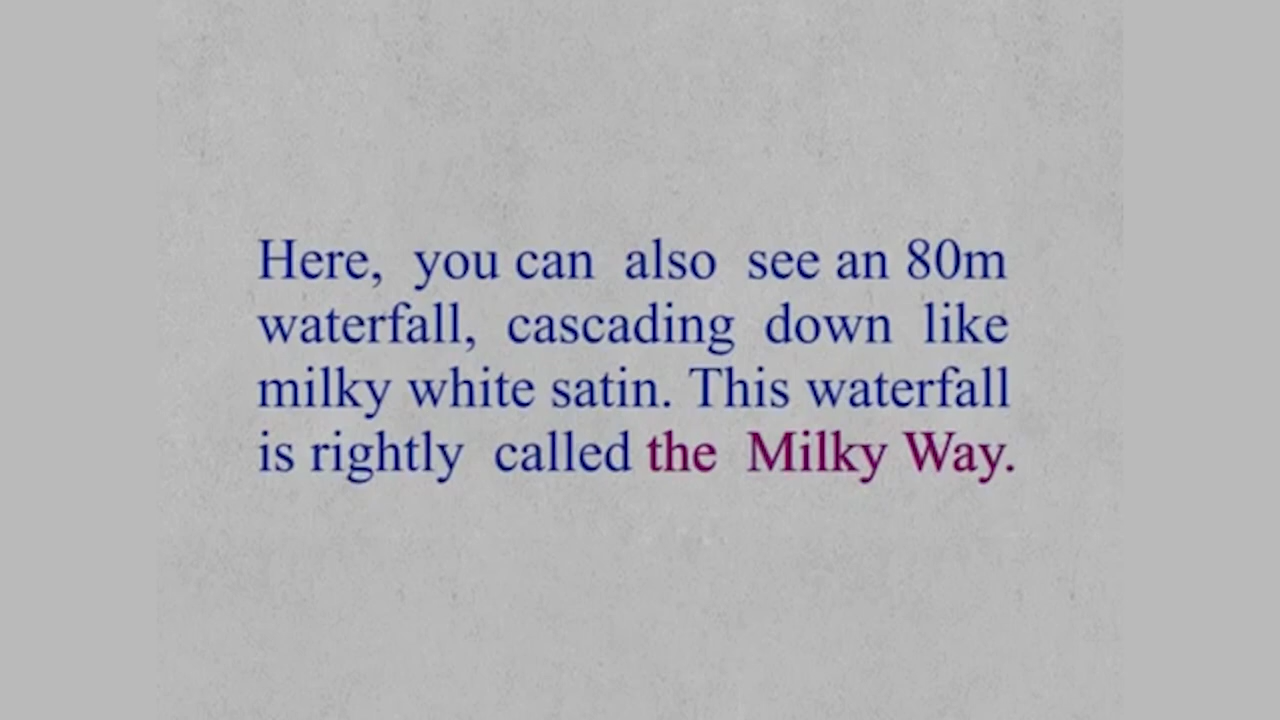 Here, you can also see an 80m
waterfall, cascading down like
milky white satin. This waterfall
is rightly called the Milky Way.